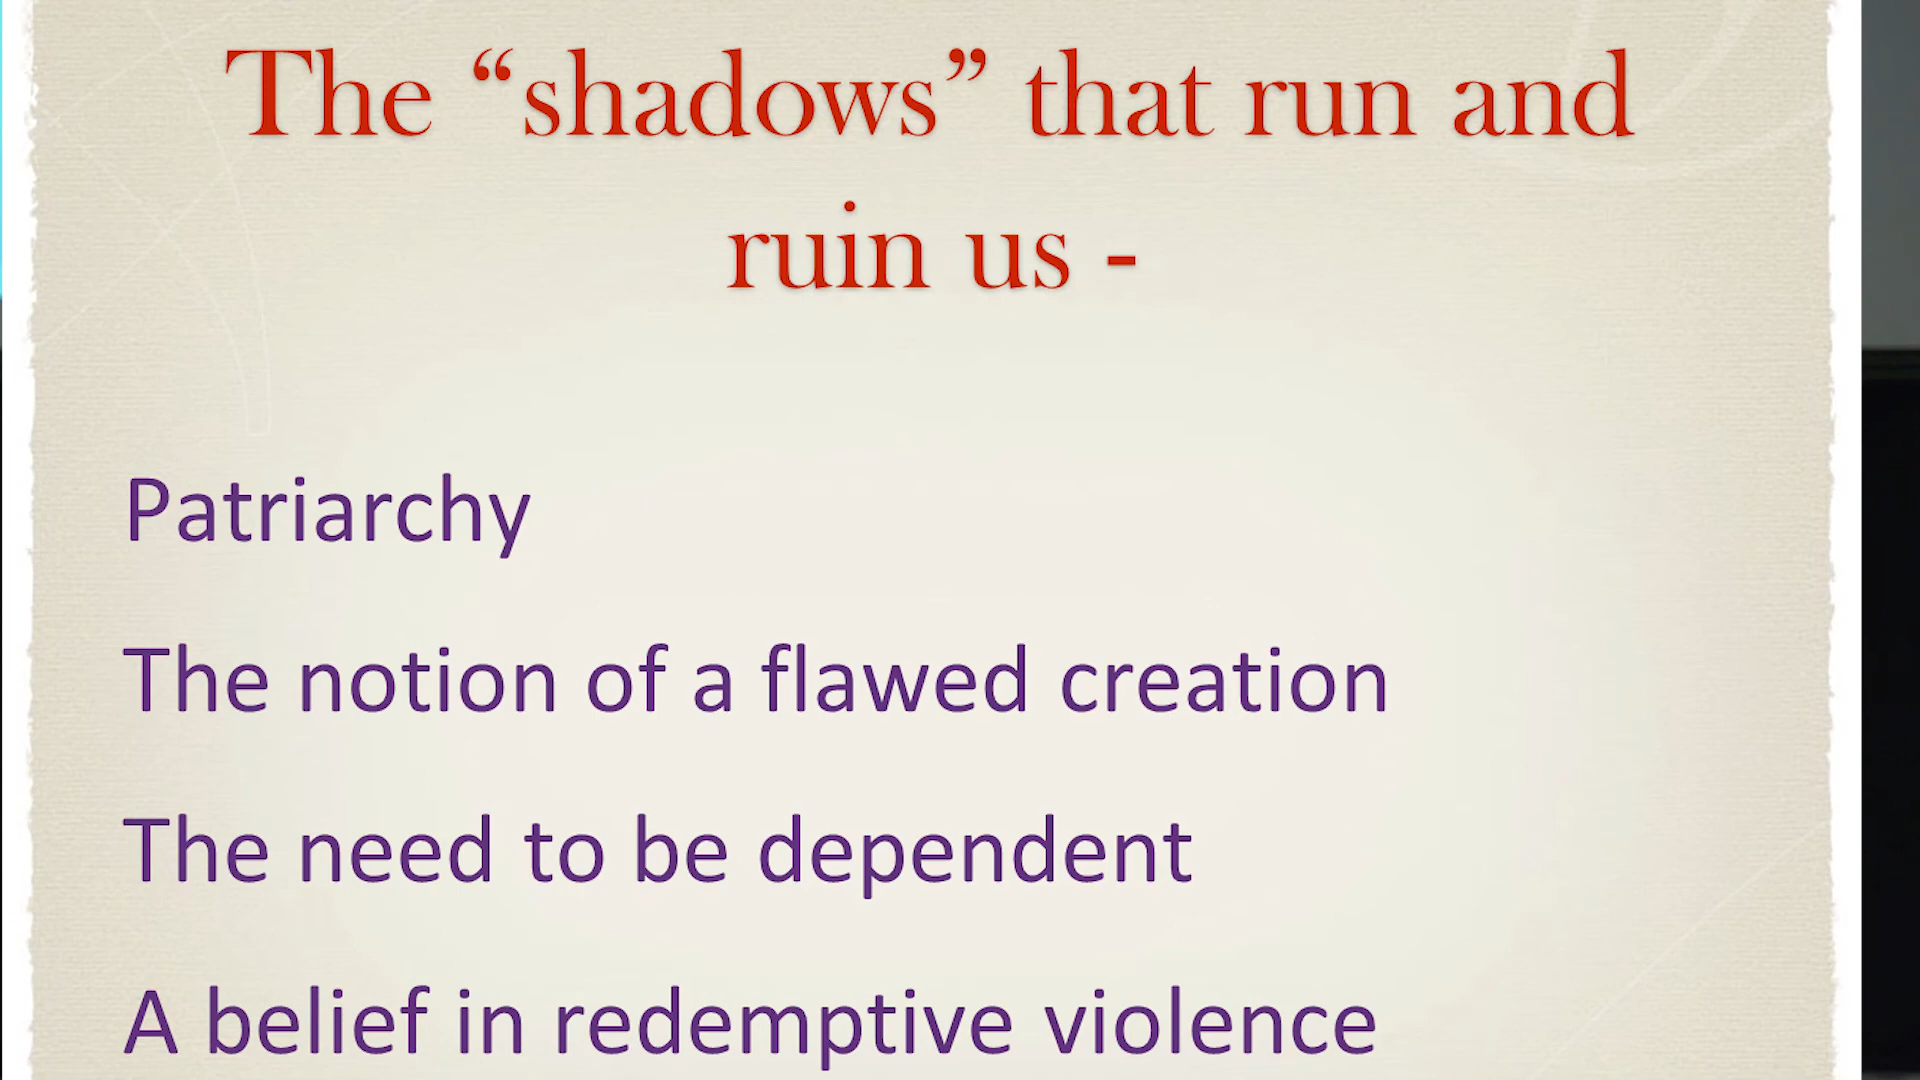 The “shadows” that run and
ruin us -
Patriarchy
The notion of a flawed creation
The need to be dependent
A belief in redemptive violence